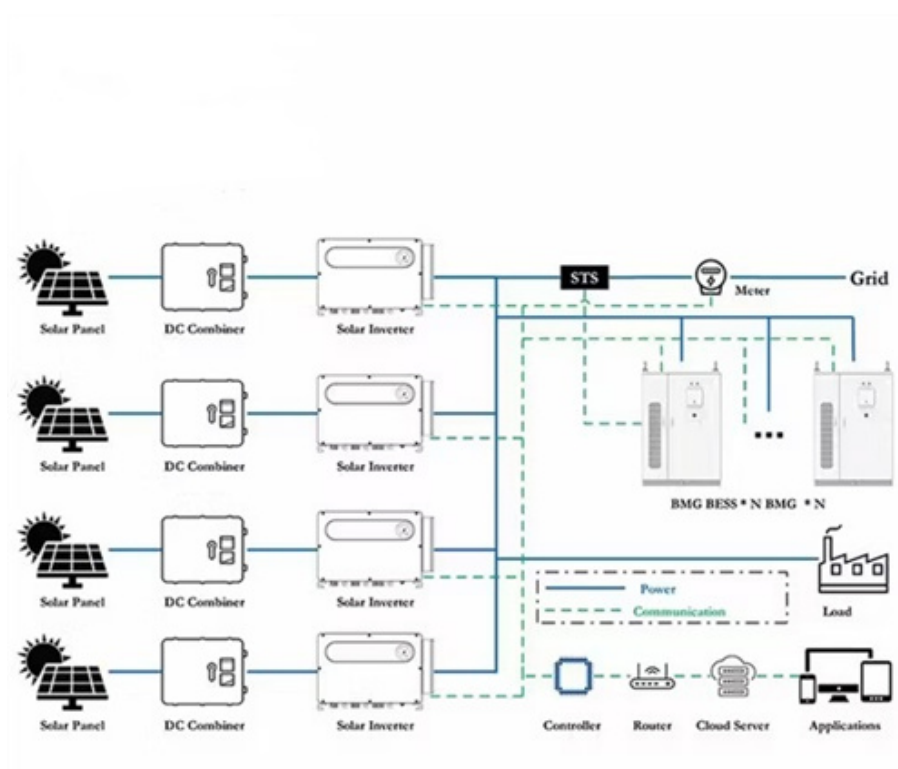 STS
Grid
Meter
Solar Panel DC Combiner Solar Inverter
Solar Panel DC Combiner Solar Inverter
BMG BESS * N BMG * N
Solar Panel DC Combiner Solar Inverter
Power
Communication
Load
Solar Panel DC Combiner Solar Inverter
Controller Router Cloud Server Applications